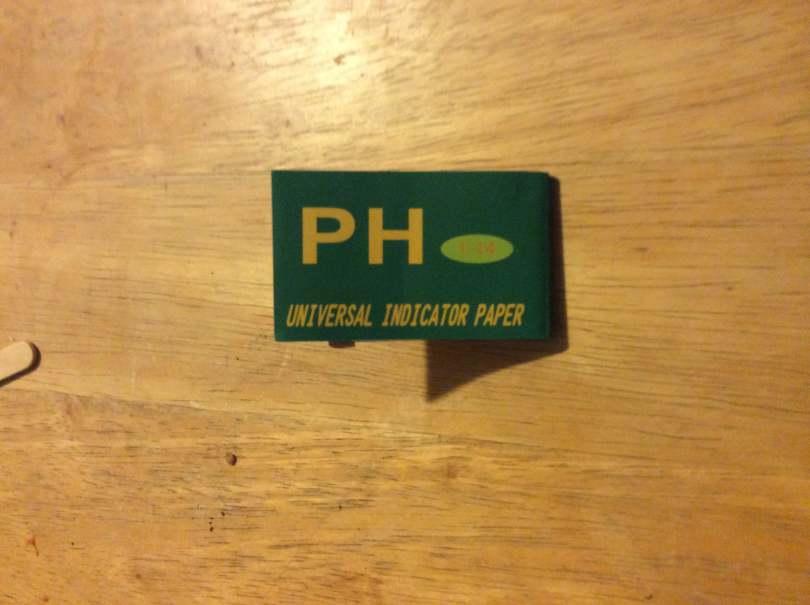 PH 1-14
UNIVERSAL INDICATOR PAPER